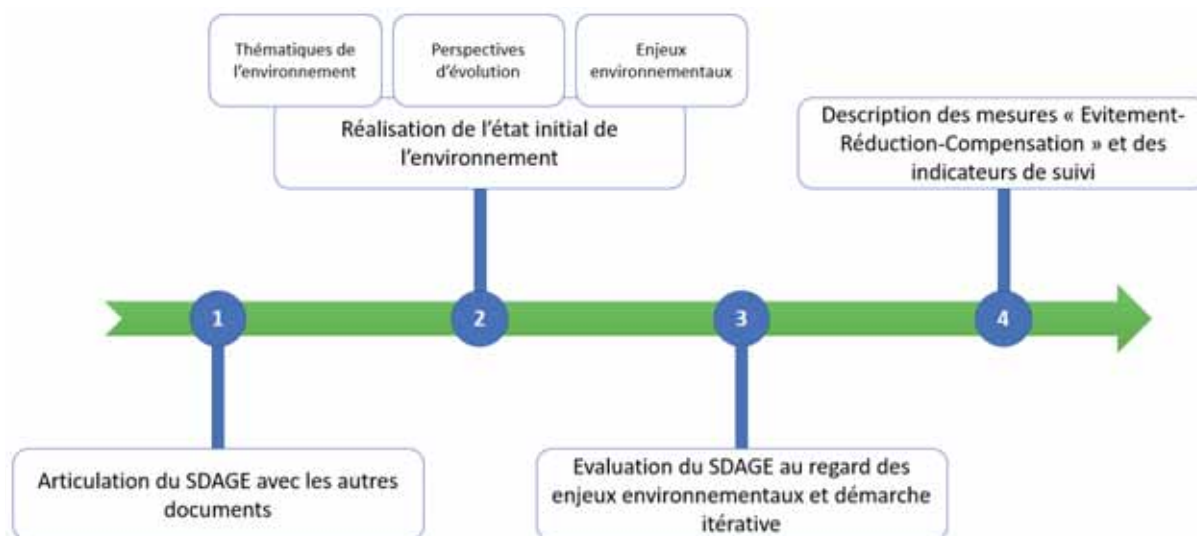 Thématiques de
l'environnement
Perspectives
d'évolution
Enjeux
environnementaux
Réalisation de l'état initial de
l'environnement
Description des mesures « Evitement-
Réduction-Compensation » et des
indicateurs de suivi
1
2
3
4
Articulation du SDAGE avec les autres
documents
Evaluation du SDAGE au regard des
enjeux environnementaux et démarche
itérative